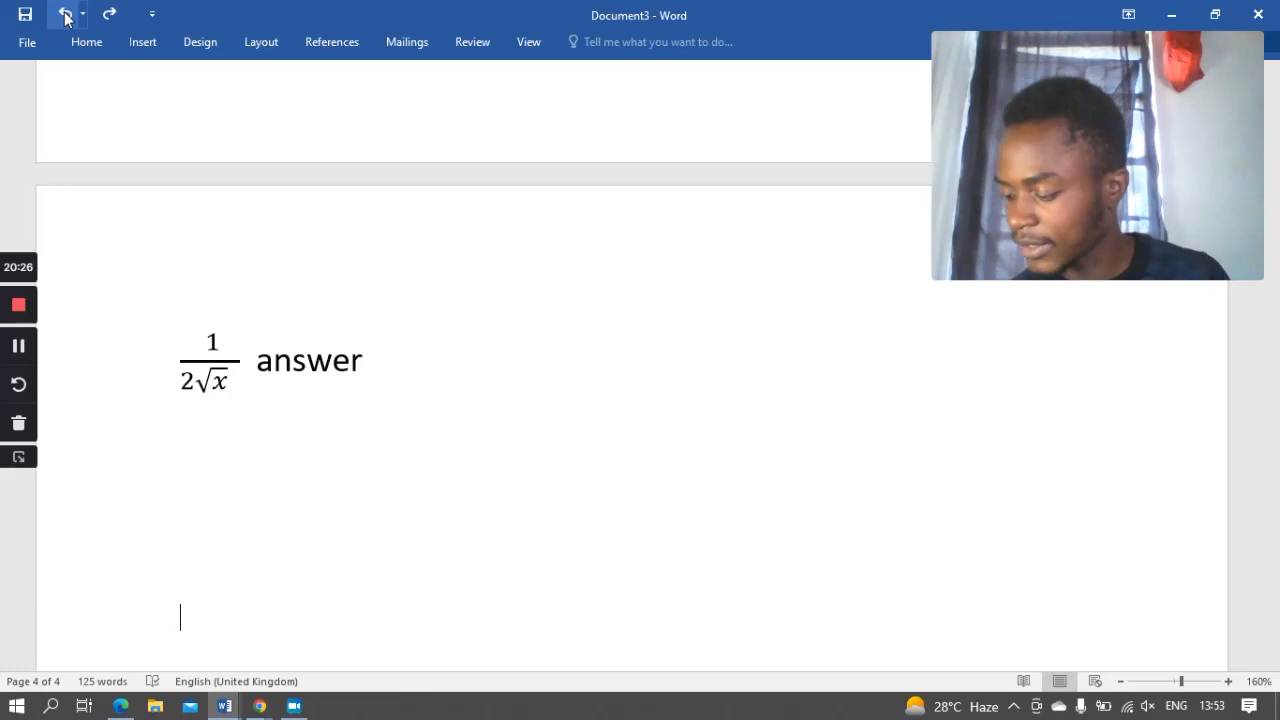 Document3 - Word
File Home Insert Design Layout References Mailings Review View Tell me what you want to do...
20:26
1
2√x
answer
Page 4 of 4 125 words English (United Kingdom) 160%
28°C Haze ENG 13:53